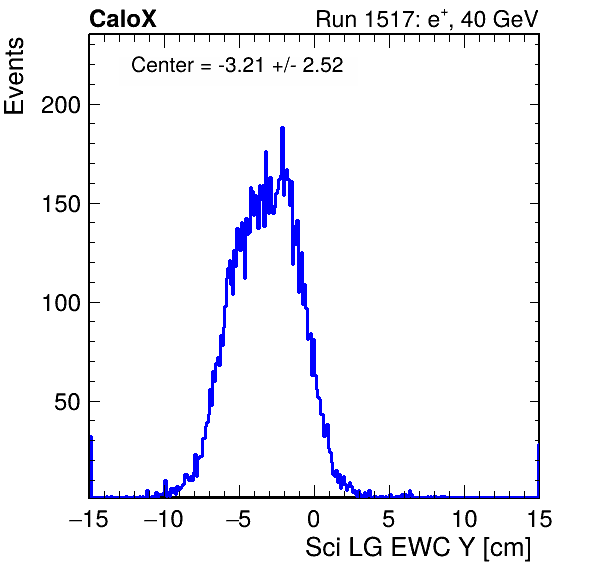 CaloX Run 1517: e⁺, 40 GeV
Center = -3.21 +/- 2.52
Events
200
150
100
50
−15 −10 −5 0 5 10 15
Sci LG EWC Y [cm]